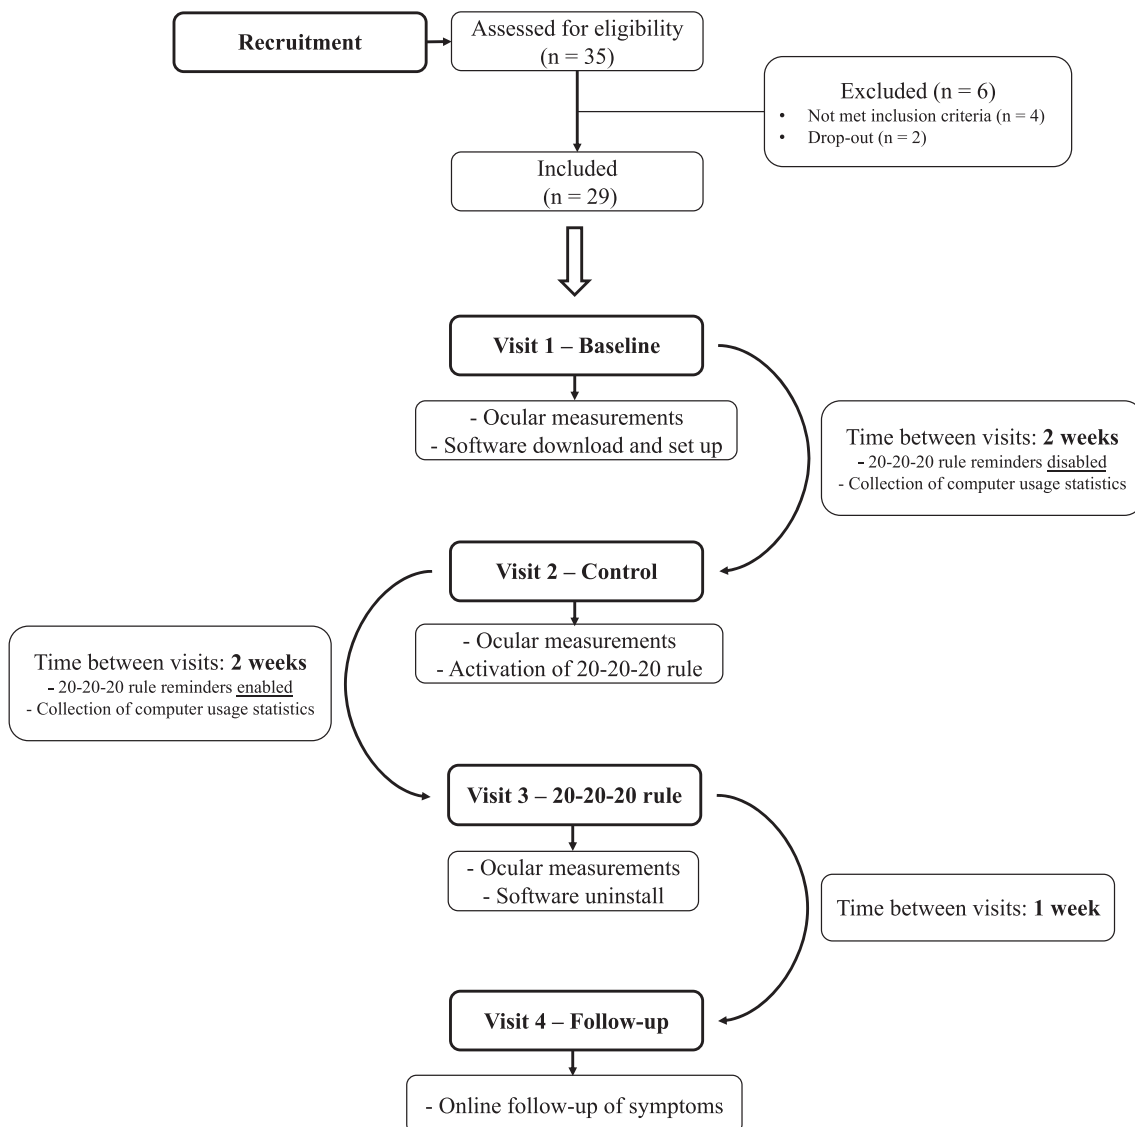 Recruitment
Assessed for eligibility
(n = 35)
Excluded (n = 6)
• Not met inclusion criteria (n = 4)
• Drop-out (n = 2)
Included
(n = 29)
Visit 1 – Baseline
- Ocular measurements
- Software download and set up
Time between visits: 2 weeks
- 20-20-20 rule reminders disabled
- Collection of computer usage statistics
Visit 2 – Control
- Ocular measurements
- Activation of 20-20-20 rule
Time between visits: 2 weeks
- 20-20-20 rule reminders enabled
- Collection of computer usage statistics
Visit 3 – 20-20-20 rule
- Ocular measurements
- Software uninstall
Time between visits: 1 week
Visit 4 – Follow-up
- Online follow-up of symptoms